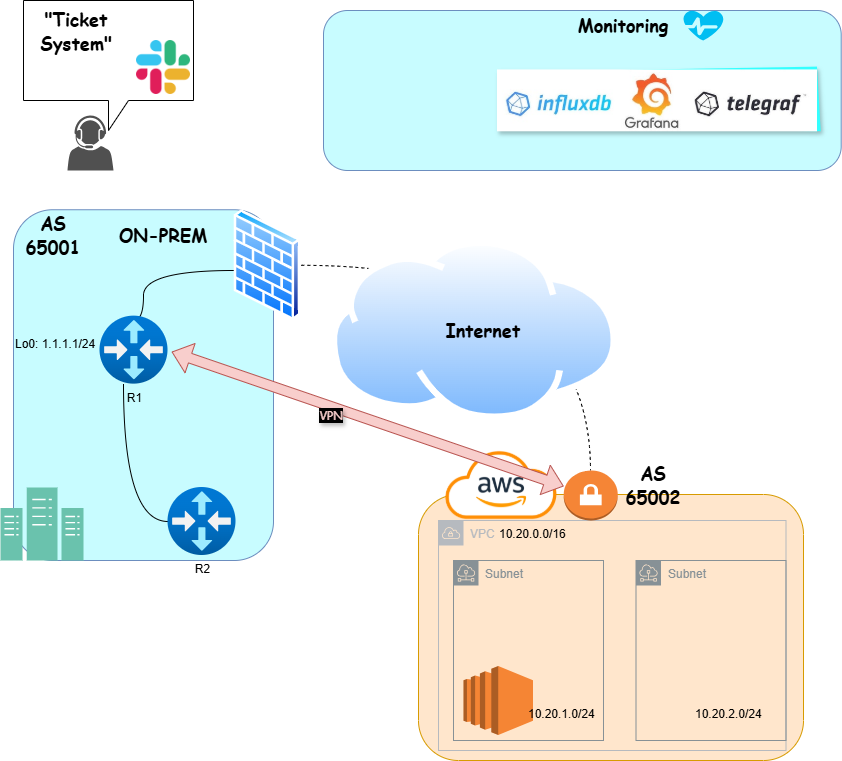 "Ticket
System"
Monitoring
influxdb
Grafana
telegraf
AS
65001
ON-PREM
Internet
Lo0: 1.1.1.1/24
R1
VPN
R2
aws
AS
65002
VPC 10.20.0.0/16
Subnet
Subnet
10.20.1.0/24
10.20.2.0/24